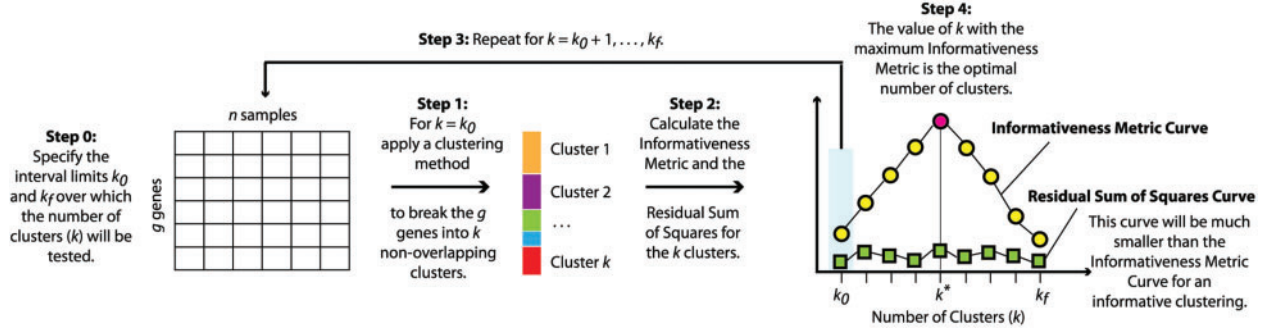 Step 0:
Specify the
interval limits k0
and kf over which
the number of
clusters (k) will be
tested.
n samples
g genes
Step 3: Repeat for k = k0 + 1, . . . , kf.
Step 1:
For k = k0
apply a clustering
method
to break the g
genes into k
non-overlapping
clusters.
Cluster 1
Cluster 2
. . .
Cluster k
Step 2:
Calculate the
Informativeness
Metric and the
Residual Sum
of Squares for
the k clusters.
Step 4:
The value of k with the
maximum Informativeness
Metric is the optimal
number of clusters.
Informativeness Metric Curve
Residual Sum of Squares Curve
This curve will be much
smaller than the
Informativeness Metric
Curve for an
informative clustering.
k0
k*
kf
Number of Clusters (k)